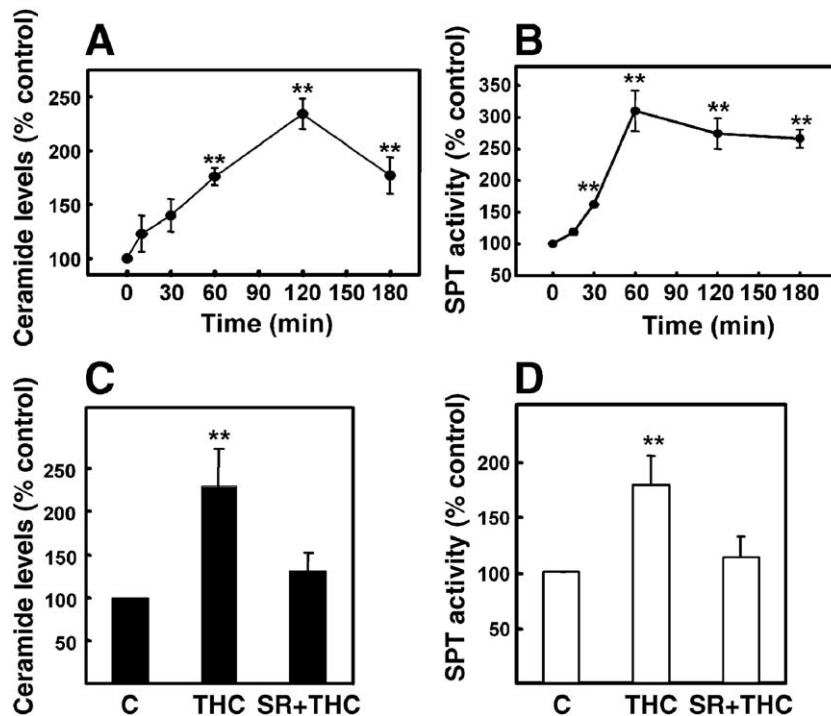 A
Ceramide levels (% control)
250
200
150
100
** ** **
0 30 60 90 120 150 180
Time (min)
B
SPT activity (% control)
350
300
250
200
150
100
50
** ** ** **
0 30 60 90 120 150 180
Time (min)
C
Ceramide levels (% control)
250
200
150
100
50
**
C THC SR+THC
D
SPT activity (% control)
200
150
100
50
**
C THC SR+THC